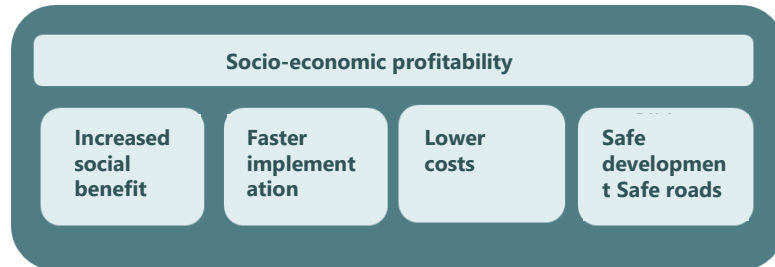 Socio-economic profitability
Increased
social
benefit
Faster
implement
ation
Lower
costs
Safe
developmen
t Safe roads